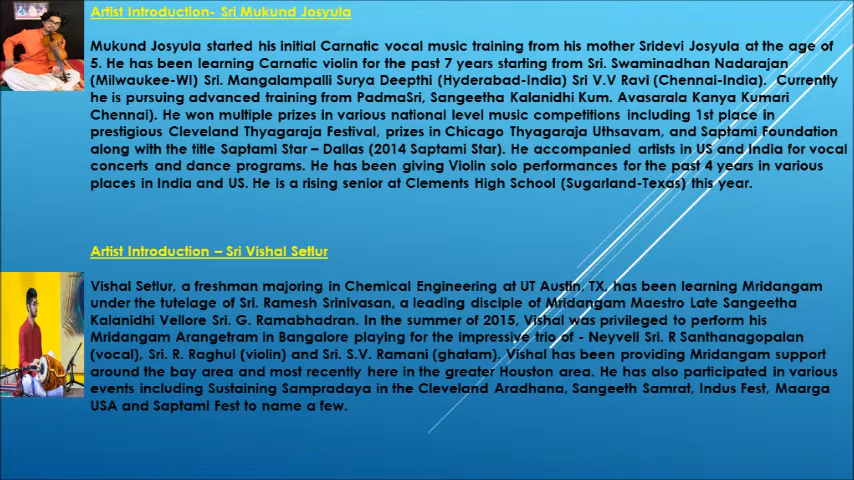 Artist Introduction- Sri Mukund Josyula
Mukund Josyula started his initial Carnatic vocal music training from his mother Sridevi Josyula at the age of
5. He has been learning Carnatic violin for the past 7 years starting from Sri. Swaminadhan Nadarajan
(Milwaukee-WI) Sri. Mangalampalli Surya Deepthi (Hyderabad-India) Sri V.V Ravi (Chennai-India). Currently
he is pursuing advanced training from PadmaSri, Sangeetha Kalanidhi Kum. Avasarala Kanya Kumari
Chennai). He won multiple prizes in various national level music competitions including 1st place in
prestigious Cleveland Thyagaraja Festival, prizes in Chicago Thyagaraja Uthsavam, and Saptami Foundation
along with the title Saptami Star – Dallas (2014 Saptami Star). He accompanied artists in US and India for vocal
concerts and dance programs. He has been giving Violin solo performances for the past 4 years in various
places in India and US. He is a rising senior at Clements High School (Sugarland-Texas) this year.
Artist Introduction – Sri Vishal Setlur
Vishal Setlur, a freshman majoring in Chemical Engineering at UT Austin, TX, has been learning Mridangam
under the tutelage of Sri. Ramesh Srinivasan, a leading disciple of Mridangam Maestro Late Sangeetha
Kalanidhi Vellore Sri. G. Ramabhadran. In the summer of 2015, Vishal was privileged to perform his
Mridangam Arangetram in Bangalore playing for the impressive trio of - Neyveli Sri. R Santhanagopalan
(vocal), Sri. R. Raghul (violin) and Sri. S.V. Ramani (ghatam). Vishal has been providing Mridangam support
around the bay area and most recently here in the greater Houston area. He has also participated in various
events including Sustaining Sampradaya in the Cleveland Aradhana, Sangeeth Samrat, Indus Fest, Maarga
USA and Saptami Fest to name a few.